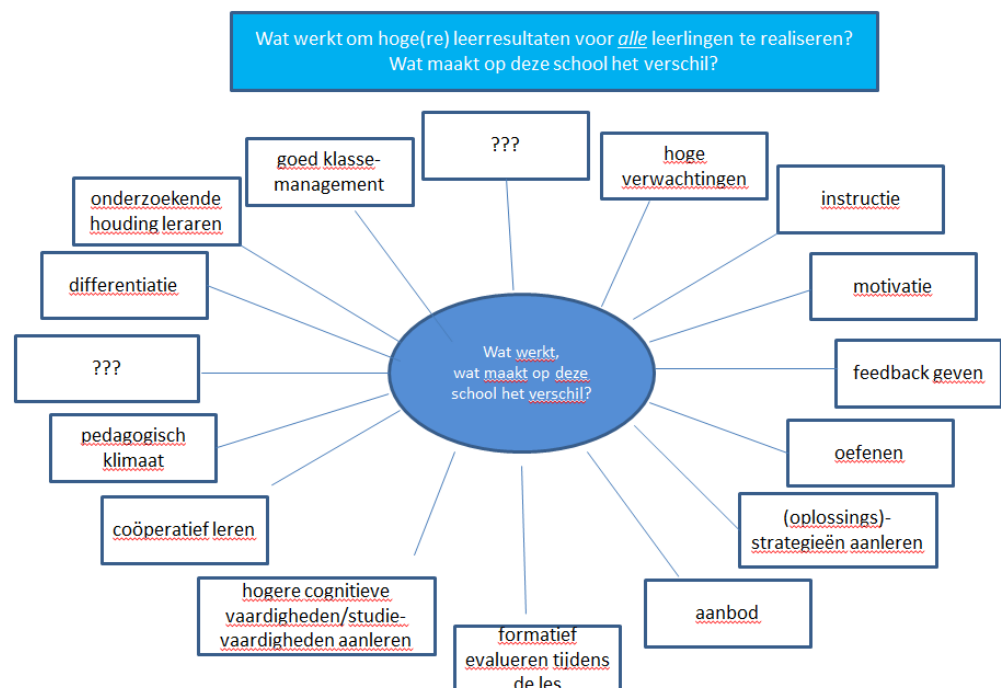 Wat werkt om hoge(re) leerresultaten voor alle leerlingen te realiseren?
Wat maakt op deze school het verschil?
???
goed klasse-
management
hoge
verwachtingen
onderzoekende
houding leraren
instructie
differentiatie
motivatie
???
Wat werkt,
wat maakt op deze
school het verschil?
feedback geven
pedagogisch
klimaat
oefenen
coöperatief leren
(oplossings)-
strategieën aanleren
hogere cognitieve
vaardigheden/studie-
vaardigheden aanleren
aanbod
formatief
evalueren tijdens
de les